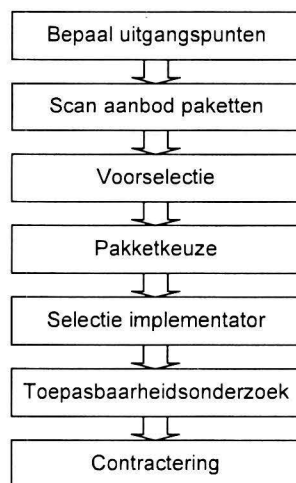 Bepaal uitgangspunten
Scan aanbod paketten
Voorselectie
Pakketkeuze
Selectie implementator
Toepasbaarheidsonderzoek
Contractering